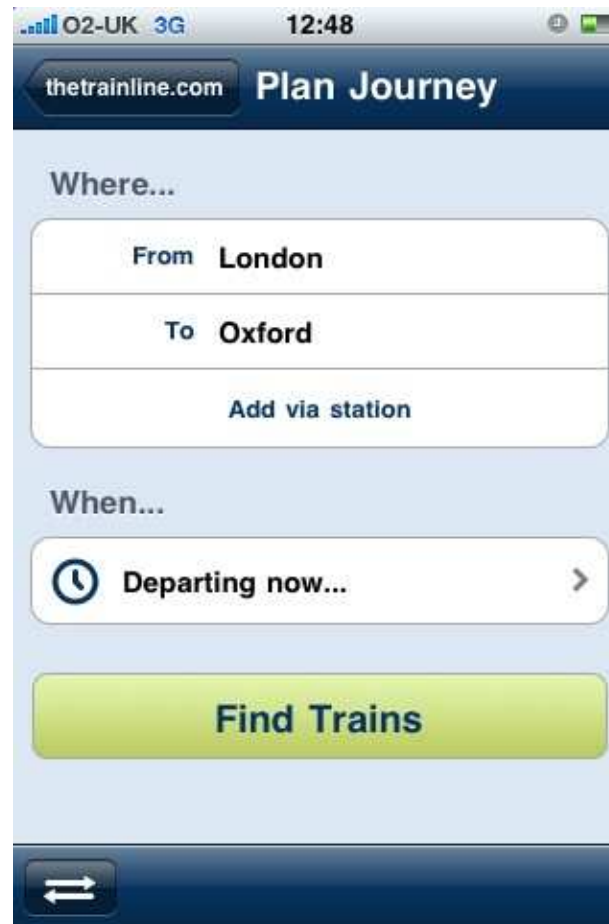 O2-UK 3G 12:48
thetrainline.com Plan Journey
Where...
From London
To Oxford
Add via station
When...
Departing now...
Find Trains